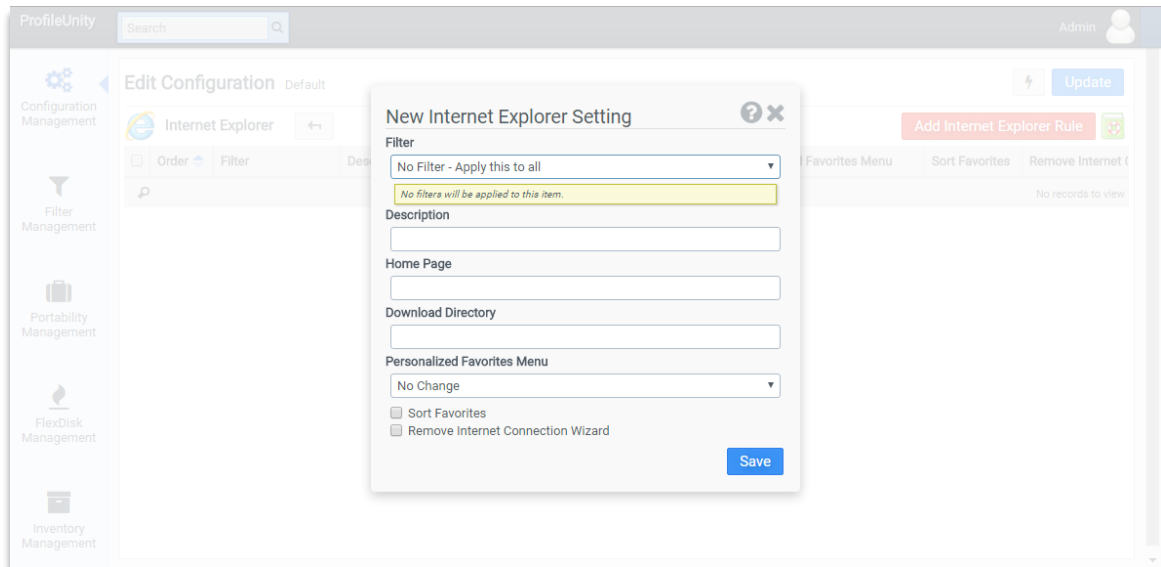 ProfileUnity
Search
Admin
Configuration
Management
Filter
Management
Portability
Management
FlexDisk
Management
Inventory
Management
Edit Configuration Default
Update
Internet Explorer
Add Internet Explorer Rule
Order Filter
Favorites Menu Sort Favorites Remove Internet
No records to view
New Internet Explorer Setting
Filter
No Filter - Apply this to all
No filters will be applied to this item.
Description
Home Page
Download Directory
Personalized Favorites Menu
No Change
Sort Favorites
Remove Internet Connection Wizard
Save